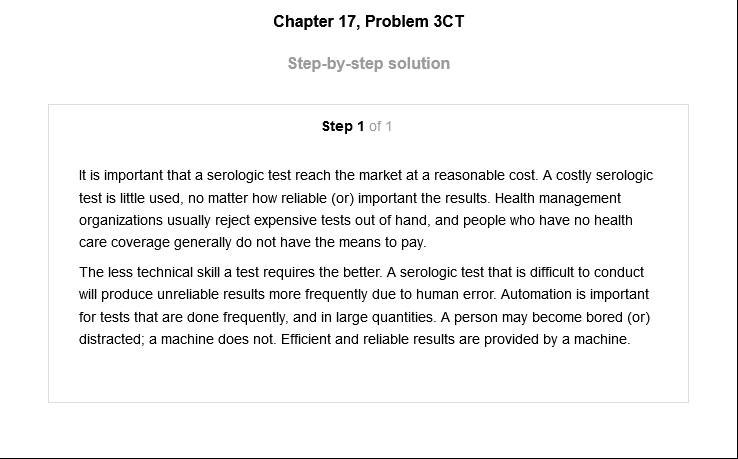 Chapter 17, Problem 3CT
Step-by-step solution
Step 1 of 1
It is important that a serologic test reach the market at a reasonable cost. A costly serologic
test is little used, no matter how reliable (or) important the results. Health management
organizations usually reject expensive tests out of hand, and people who have no health
care coverage generally do not have the means to pay.
The less technical skill a test requires the better. A serologic test that is difficult to conduct
will produce unreliable results more frequently due to human error. Automation is important
for tests that are done frequently, and in large quantities. A person may become bored (or)
distracted; a machine does not. Efficient and reliable results are provided by a machine.